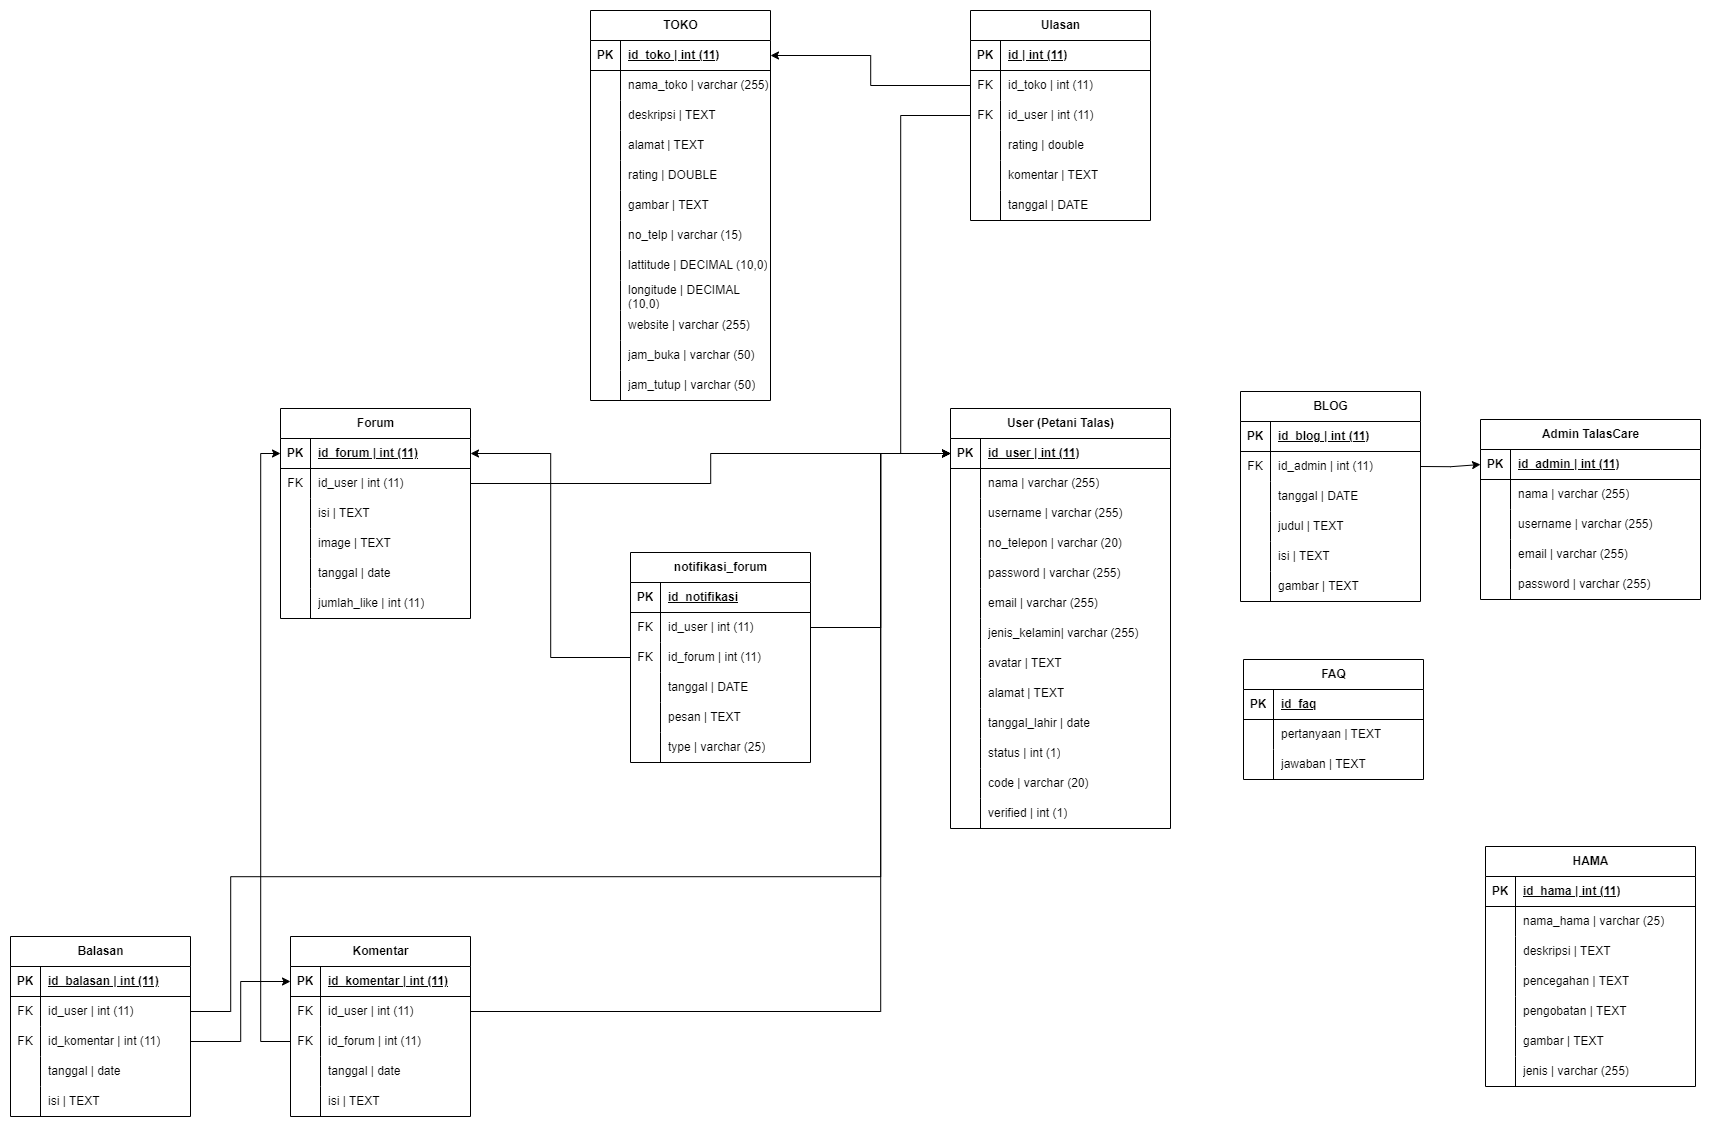 TOKO
PK id_toko | int (11)
nama_toko | varchar (255)
deskripsi | TEXT
alamat | TEXT
rating | DOUBLE
gambar | TEXT
no_telp | varchar (15)
lattitude | DECIMAL (10,0)
longitude | DECIMAL
(10,0)
website | varchar (255)
jam_buka | varchar (50)
jam_tutup | varchar (50)
Ulasan
PK id | int (11)
FK id_toko | int (11)
FK id_user | int (11)
rating | double
komentar | TEXT
tanggal | DATE
Forum
PK id_forum | int (11)
FK id_user | int (11)
isi | TEXT
image | TEXT
tanggal | date
jumlah_like | int (11)
notifikasi_forum
PK id_notifikasi
FK id_user | int (11)
FK id_forum | int (11)
tanggal | DATE
pesan | TEXT
type | varchar (25)
User (Petani Talas)
PK id_user | int (11)
nama | varchar (255)
username | varchar (255)
no_telepon | varchar (20)
password | varchar (255)
email | varchar (255)
jenis_kelamin| varchar (255)
avatar | TEXT
alamat | TEXT
tanggal_lahir | date
status | int (1)
code | varchar (20)
verified | int (1)
BLOG
PK id_blog | int (11)
FK id_admin | int (11)
tanggal | DATE
judul | TEXT
isi | TEXT
gambar | TEXT
Admin TalasCare
PK id_admin | int (11)
nama | varchar (255)
username | varchar (255)
email | varchar (255)
password | varchar (255)
FAQ
PK id_faq
pertanyaan | TEXT
jawaban | TEXT
HAMA
PK id_hama | int (11)
nama_hama | varchar (25)
deskripsi | TEXT
pencegahan | TEXT
pengobatan | TEXT
gambar | TEXT
jenis | varchar (255)
Balasan
PK id_balasan | int (11)
FK id_user | int (11)
FK id_komentar | int (11)
tanggal | date
isi | TEXT
Komentar
PK id_komentar | int (11)
FK id_user | int (11)
FK id_forum | int (11)
tanggal | date
isi | TEXT